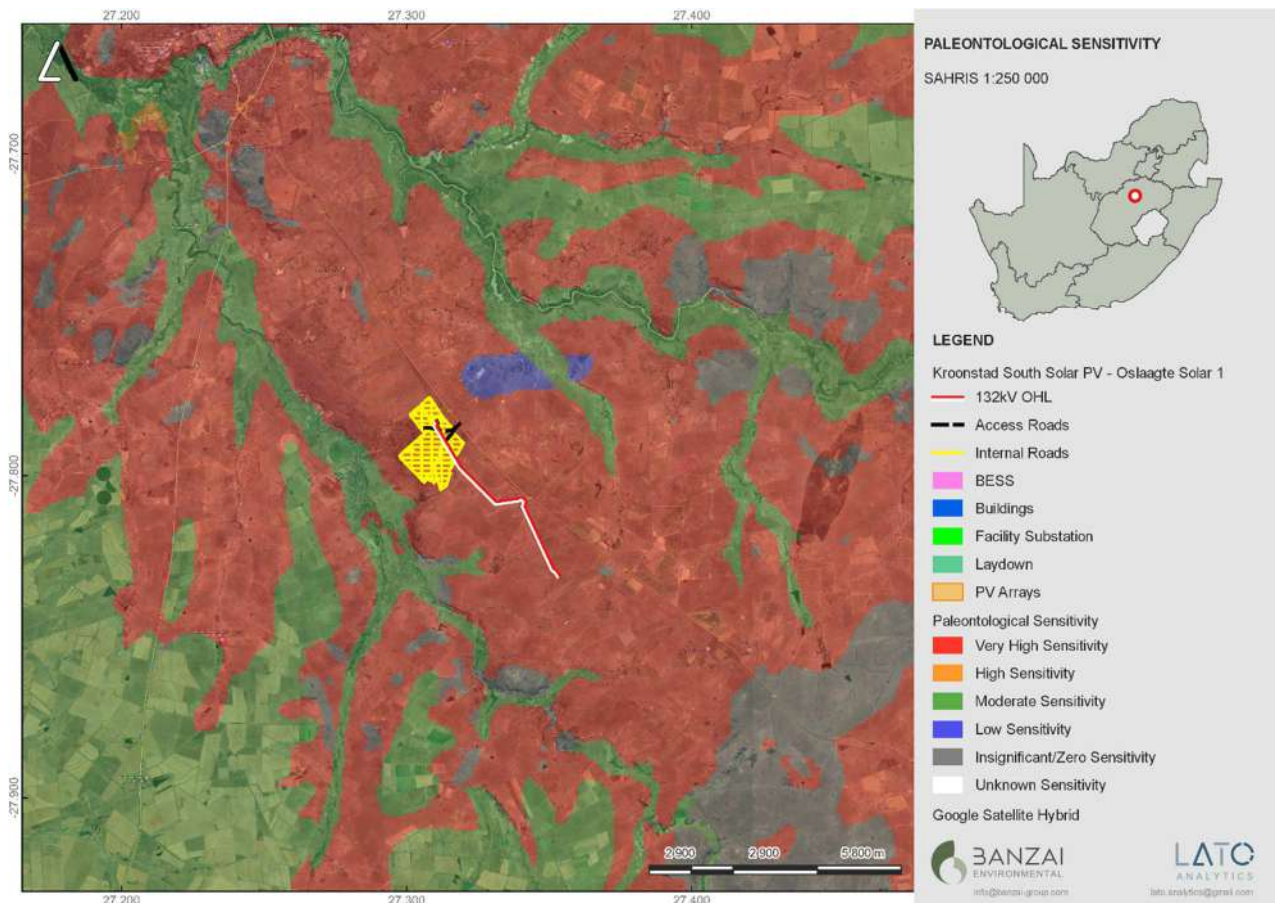 27.200 27.300 27.400
-27.700
-27.800
-27.900
2 900 2 900 5 800 m
27.200 27.300 27.400
PALEONTOLOGICAL SENSITIVITY
SAHRIS 1:250 000
LEGEND
Kroonstad South Solar PV - Oslaagte Solar 1
132kV OHL
Access Roads
Internal Roads
BESS
Buildings
Facility Substation
Laydown
PV Arrays
Paleontological Sensitivity
Very High Sensitivity
High Sensitivity
Moderate Sensitivity
Low Sensitivity
Insignificant/Zero Sensitivity
Unknown Sensitivity
Google Satellite Hybrid
BANZAI
ENVIRONMENTAL
info@banzai-group.com
LATO
ANALYTICS
lato.analytics@gmail.com